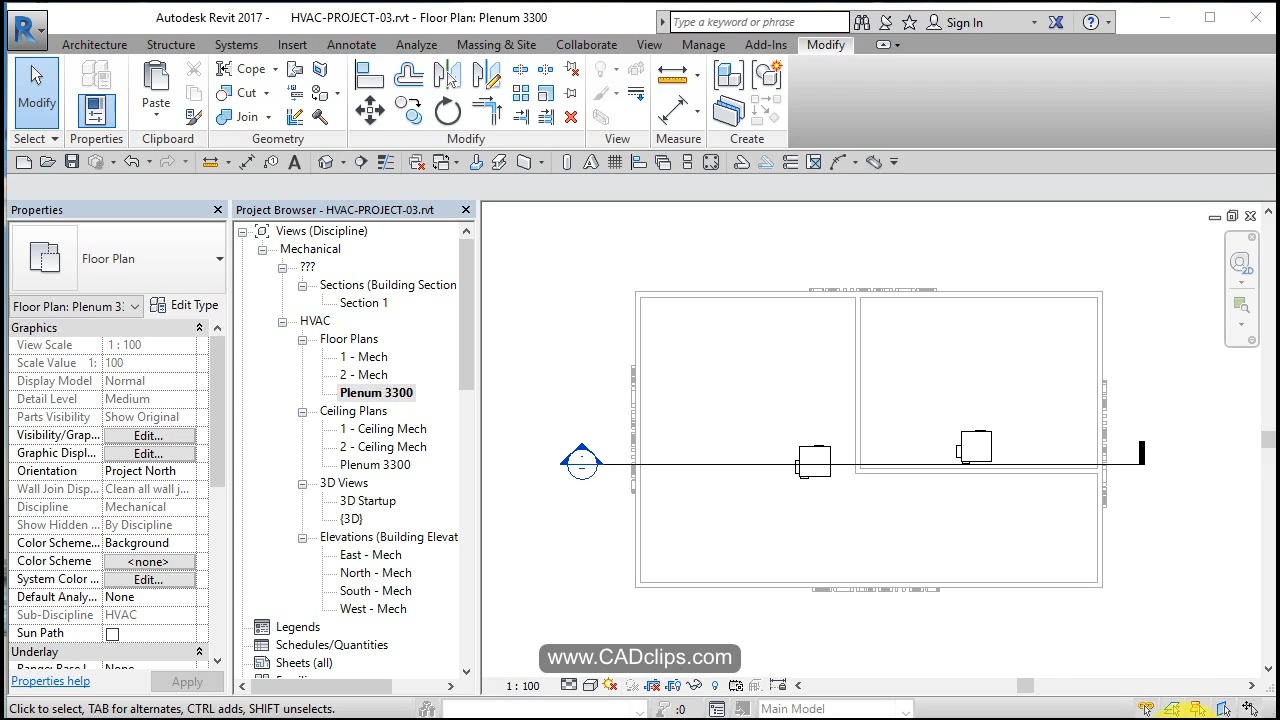 Autodesk Revit 2017 - HVAC-PROJECT-03.rvt - Floor Plan: Plenum 3300
Type a keyword or phrase
Sign In
Architecture Structure Systems Insert Annotate Analyze Massing & Site Collaborate View Manage Add-Ins Modify
Modify
Paste
Cope
Cut
Join
Select Properties Clipboard Geometry Modify View Measure Create
Properties
Floor Plan
Floor Plan: Plenum 3:
Edit Type
Graphics
View Scale 1 : 100
Scale Value 1: 100
Display Model Normal
Detail Level Medium
Parts Visibility Show Original
Visibility/Grap... Edit...
Graphic Displ... Edit...
Orientation Project North
Wall Join Disp... Clean all wall j...
Discipline Mechanical
Show Hidden ... By Discipline
Color Scheme... Background
Color Scheme <none>
System Color ... Edit...
Default Analy... None
Sub-Discipline HVAC
Sun Path
Underlay
Properties help
Apply
Project Browser - HVAC-PROJECT-03.rvt
Views (Discipline)
Mechanical
???
Sections (Building Section
Section 1
HVAC
Floor Plans
1 - Mech
2 - Mech
Plenum 3300
Ceiling Plans
1 - Ceiling Mech
2 - Ceiling Mech
Plenum 3300
3D Views
3D Startup
{3D}
Elevations (Building Elevat
East - Mech
North - Mech
South - Mech
West - Mech
Legends
Schedules/Quantities
Sheets (all)
2D
www.CADclips.com
1 : 100
Click to select, TAB for alternates, CTRL adds, SHIFT unselects.
:0
Main Model